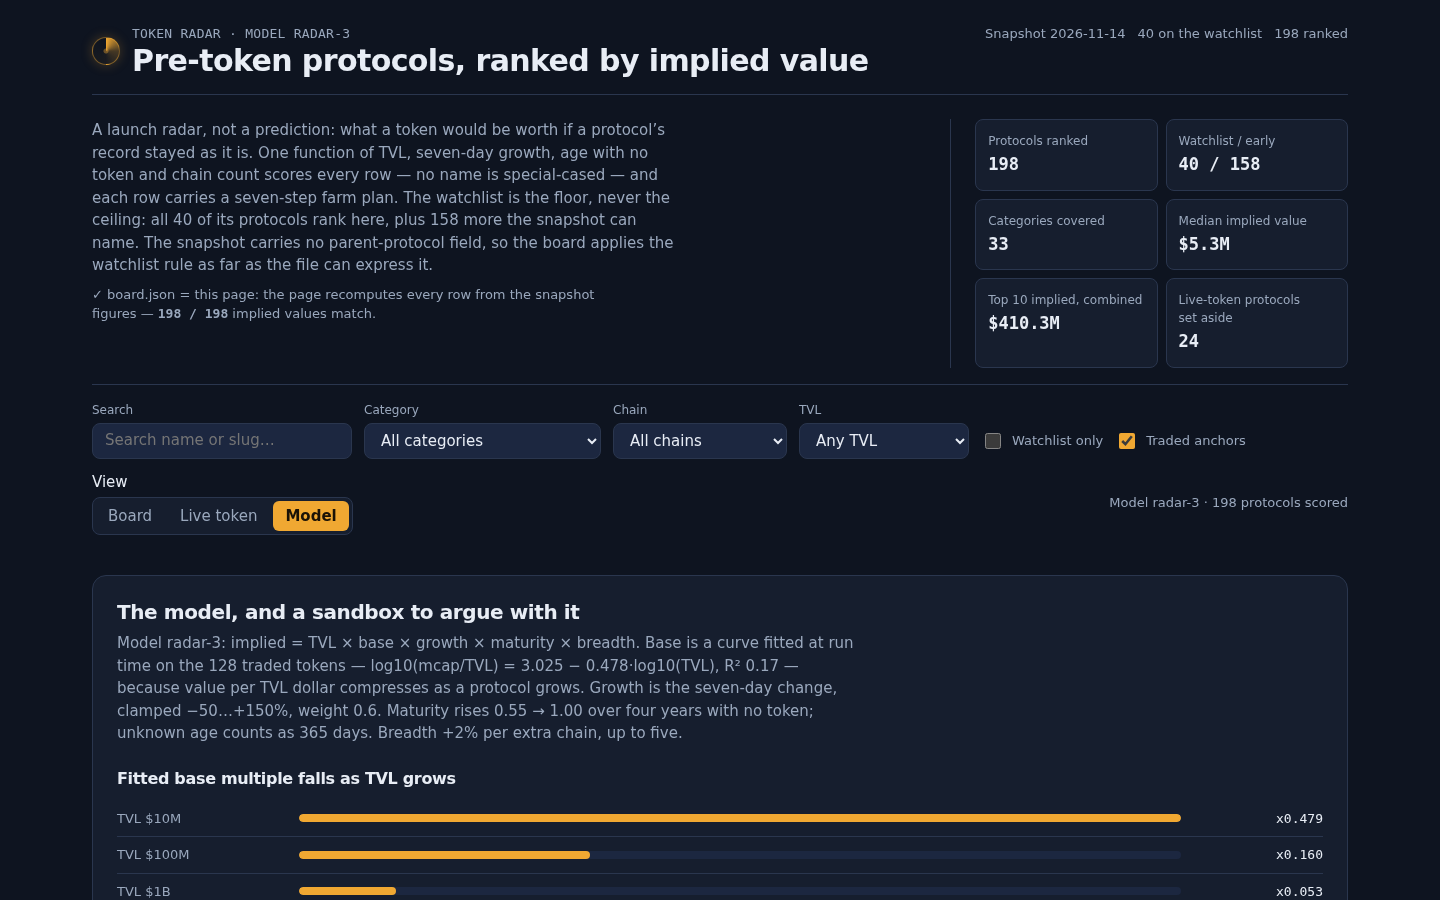 TOKEN RADAR · MODEL RADAR-3
Pre-token protocols, ranked by implied value
Snapshot 2026-11-14 40 on the watchlist 198 ranked
A launch radar, not a prediction: what a token would be worth if a protocol’s
record stayed as it is. One function of TVL, seven-day growth, age with no
token and chain count scores every row — no name is special-cased — and
each row carries a seven-step farm plan. The watchlist is the floor, never the
ceiling: all 40 of its protocols rank here, plus 158 more the snapshot can
name. The snapshot carries no parent-protocol field, so the board applies the
watchlist rule as far as the file can express it.
✓ board.json = this page: the page recomputes every row from the snapshot
figures — 198 / 198 implied values match.
Protocols ranked
198
Watchlist / early
40 / 158
Categories covered
33
Median implied value
$5.3M
Top 10 implied, combined
$410.3M
Live-token protocols
set aside
24
Search
Search name or slug…
Category
All categories
Chain
All chains
TVL
Any TVL
Watchlist only
Traded anchors
View
Board Live token Model
Model radar-3 · 198 protocols scored
The model, and a sandbox to argue with it
Model radar-3: implied = TVL × base × growth × maturity × breadth. Base is a curve fitted at run
time on the 128 traded tokens — log10(mcap/TVL) = 3.025 − 0.478·log10(TVL), R² 0.17 —
because value per TVL dollar compresses as a protocol grows. Growth is the seven-day change,
clamped −50…+150%, weight 0.6. Maturity rises 0.55 → 1.00 over four years with no token;
unknown age counts as 365 days. Breadth +2% per extra chain, up to five.
Fitted base multiple falls as TVL grows
TVL $10M x0.479
TVL $100M x0.160
TVL $1B x0.053